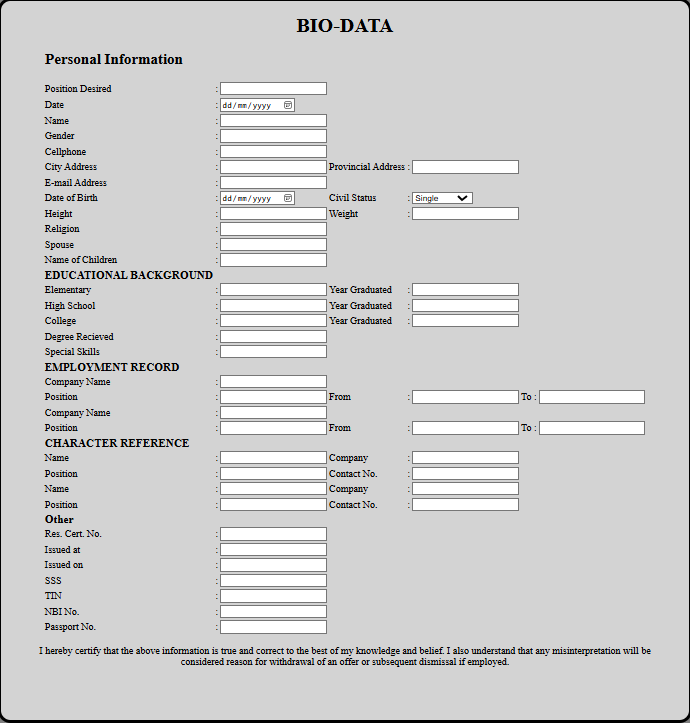 BIO-DATA
Personal Information
Position Desired :
Date : dd/mm/yyyy
Name :
Gender :
Cellphone :
City Address : Provincial Address :
E-mail Address :
Date of Birth : dd/mm/yyyy Civil Status : Single
Height : Weight :
Religion :
Spouse :
Name of Children :
EDUCATIONAL BACKGROUND
Elementary : Year Graduated :
High School : Year Graduated :
College : Year Graduated :
Degree Recieved :
Special Skills :
EMPLOYMENT RECORD
Company Name :
Position : From : To :
Company Name :
Position : From : To :
CHARACTER REFERENCE
Name : Company :
Position : Contact No. :
Name : Company :
Position : Contact No. :
Other
Res. Cert. No. :
Issued at :
Issued on :
SSS :
TIN :
NBI No. :
Passport No. :
I hereby certify that the above information is true and correct to the best of my knowledge and belief. I also understand that any misinterpretation will be
considered reason for withdrawal of an offer or subsequent dismissal if employed.